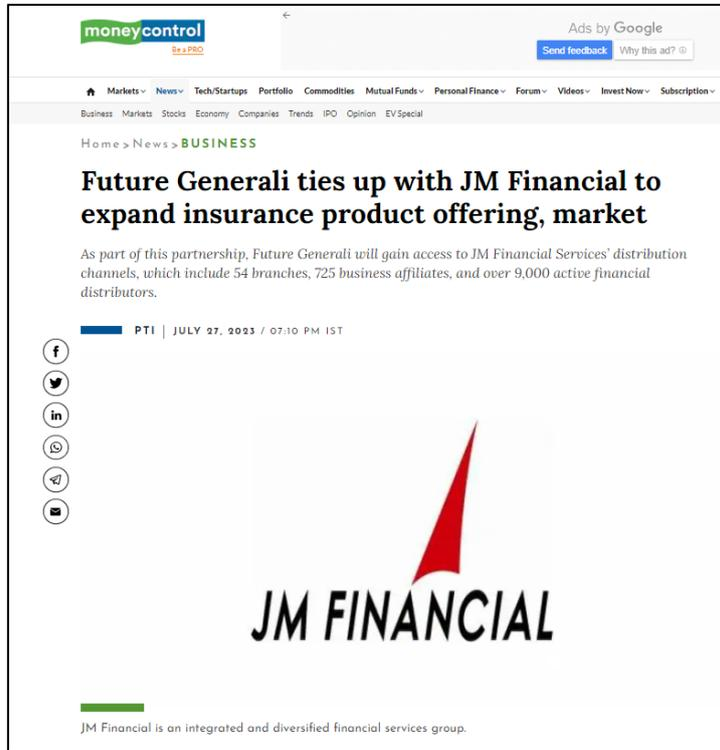 moneycontrol
Be a PRO
Ads by Google
Send feedback Why this ad?
Markets News Tech/Startups Portfolio Commodities Mutual Funds Personal Finance Forum Videos Invest Now Subscription
Business Markets Stocks Economy Companies Trends IPO Opinion EV Special
Home > News > BUSINESS
Future Generali ties up with JM Financial to
expand insurance product offering, market
As part of this partnership, Future Generali will gain access to JM Financial Services' distribution
channels, which include 54 branches, 725 business affiliates, and over 9,000 active financial
distributors.
PTI | JULY 27, 2023 / 07:10 PM IST
JM FINANCIAL
JM Financial is an integrated and diversified financial services group.